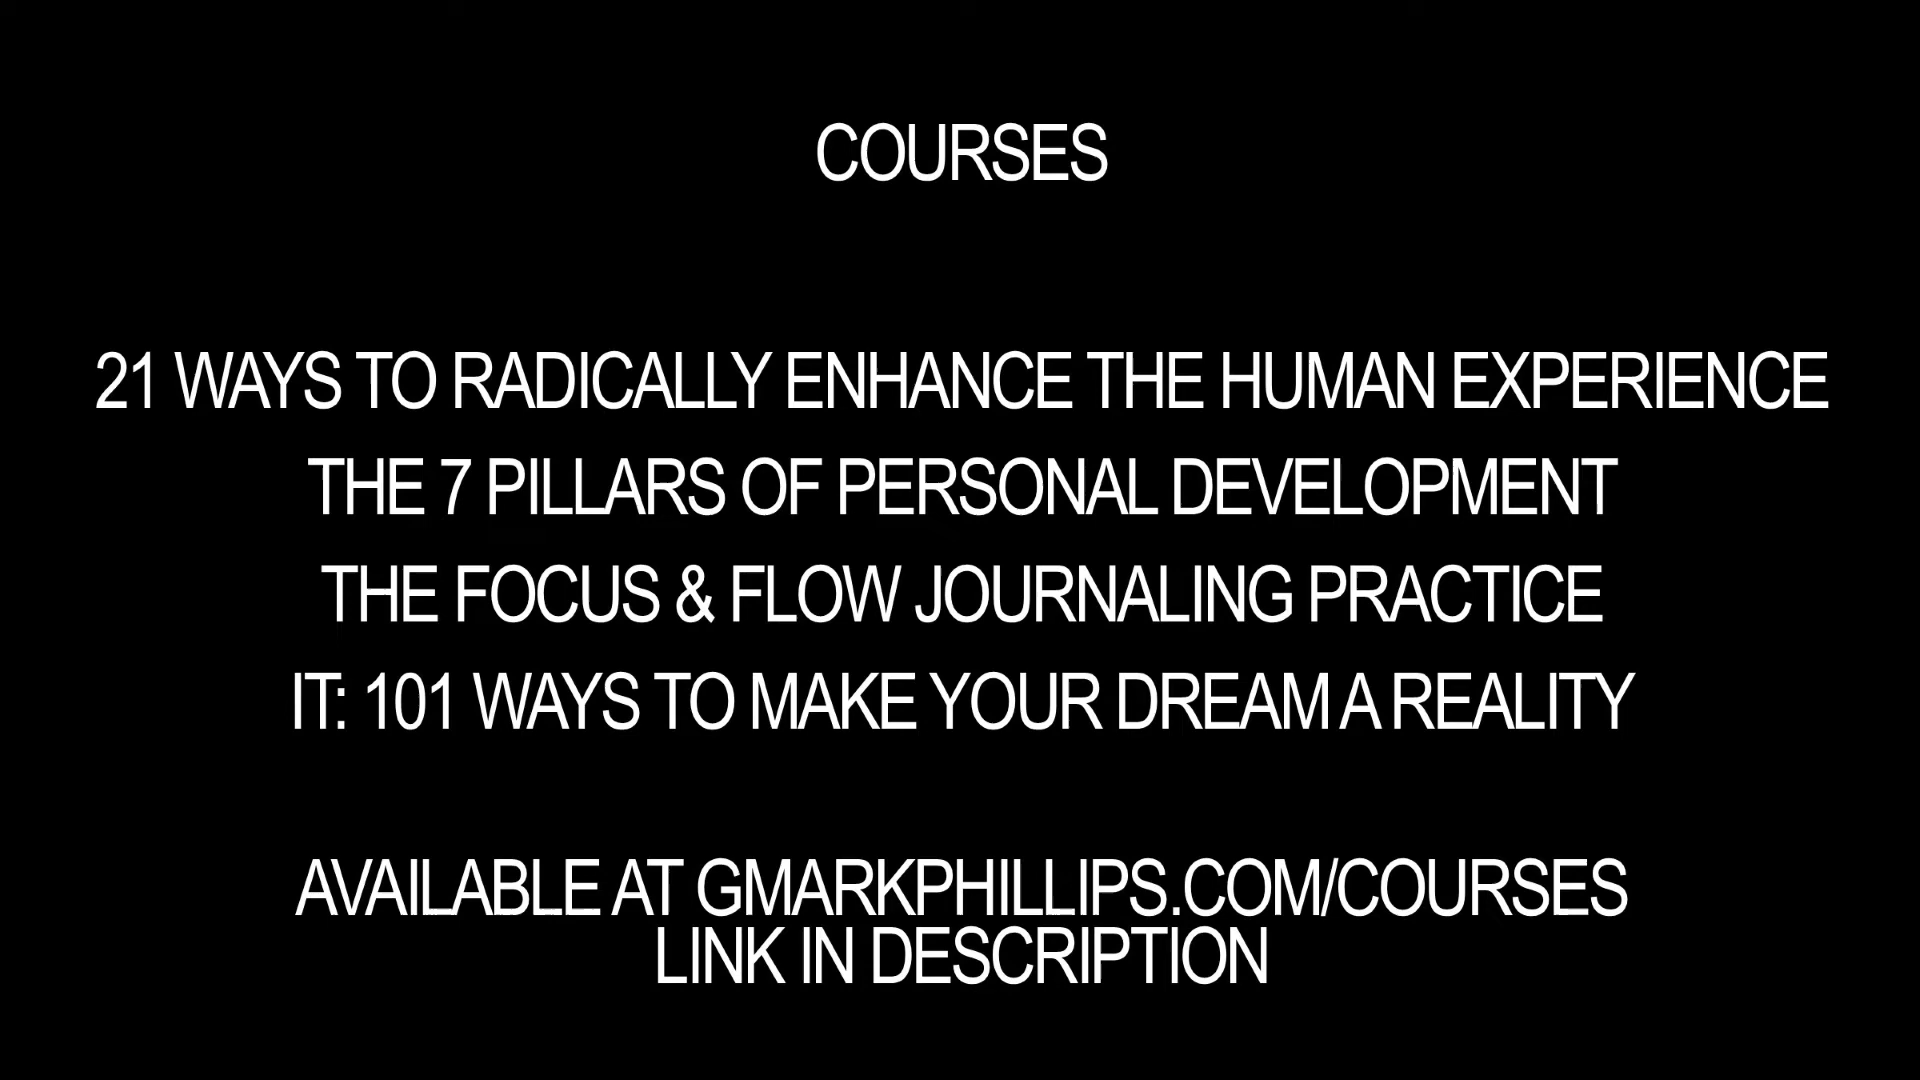 COURSES
21 WAYS TO RADICALLY ENHANCE THE HUMAN EXPERIENCE
THE 7 PILLARS OF PERSONAL DEVELOPMENT
THE FOCUS & FLOW JOURNALING PRACTICE
IT: 101 WAYS TO MAKE YOUR DREAM A REALITY
AVAILABLE AT GMARKPHILLIPS.COM/COURSES
LINK IN DESCRIPTION